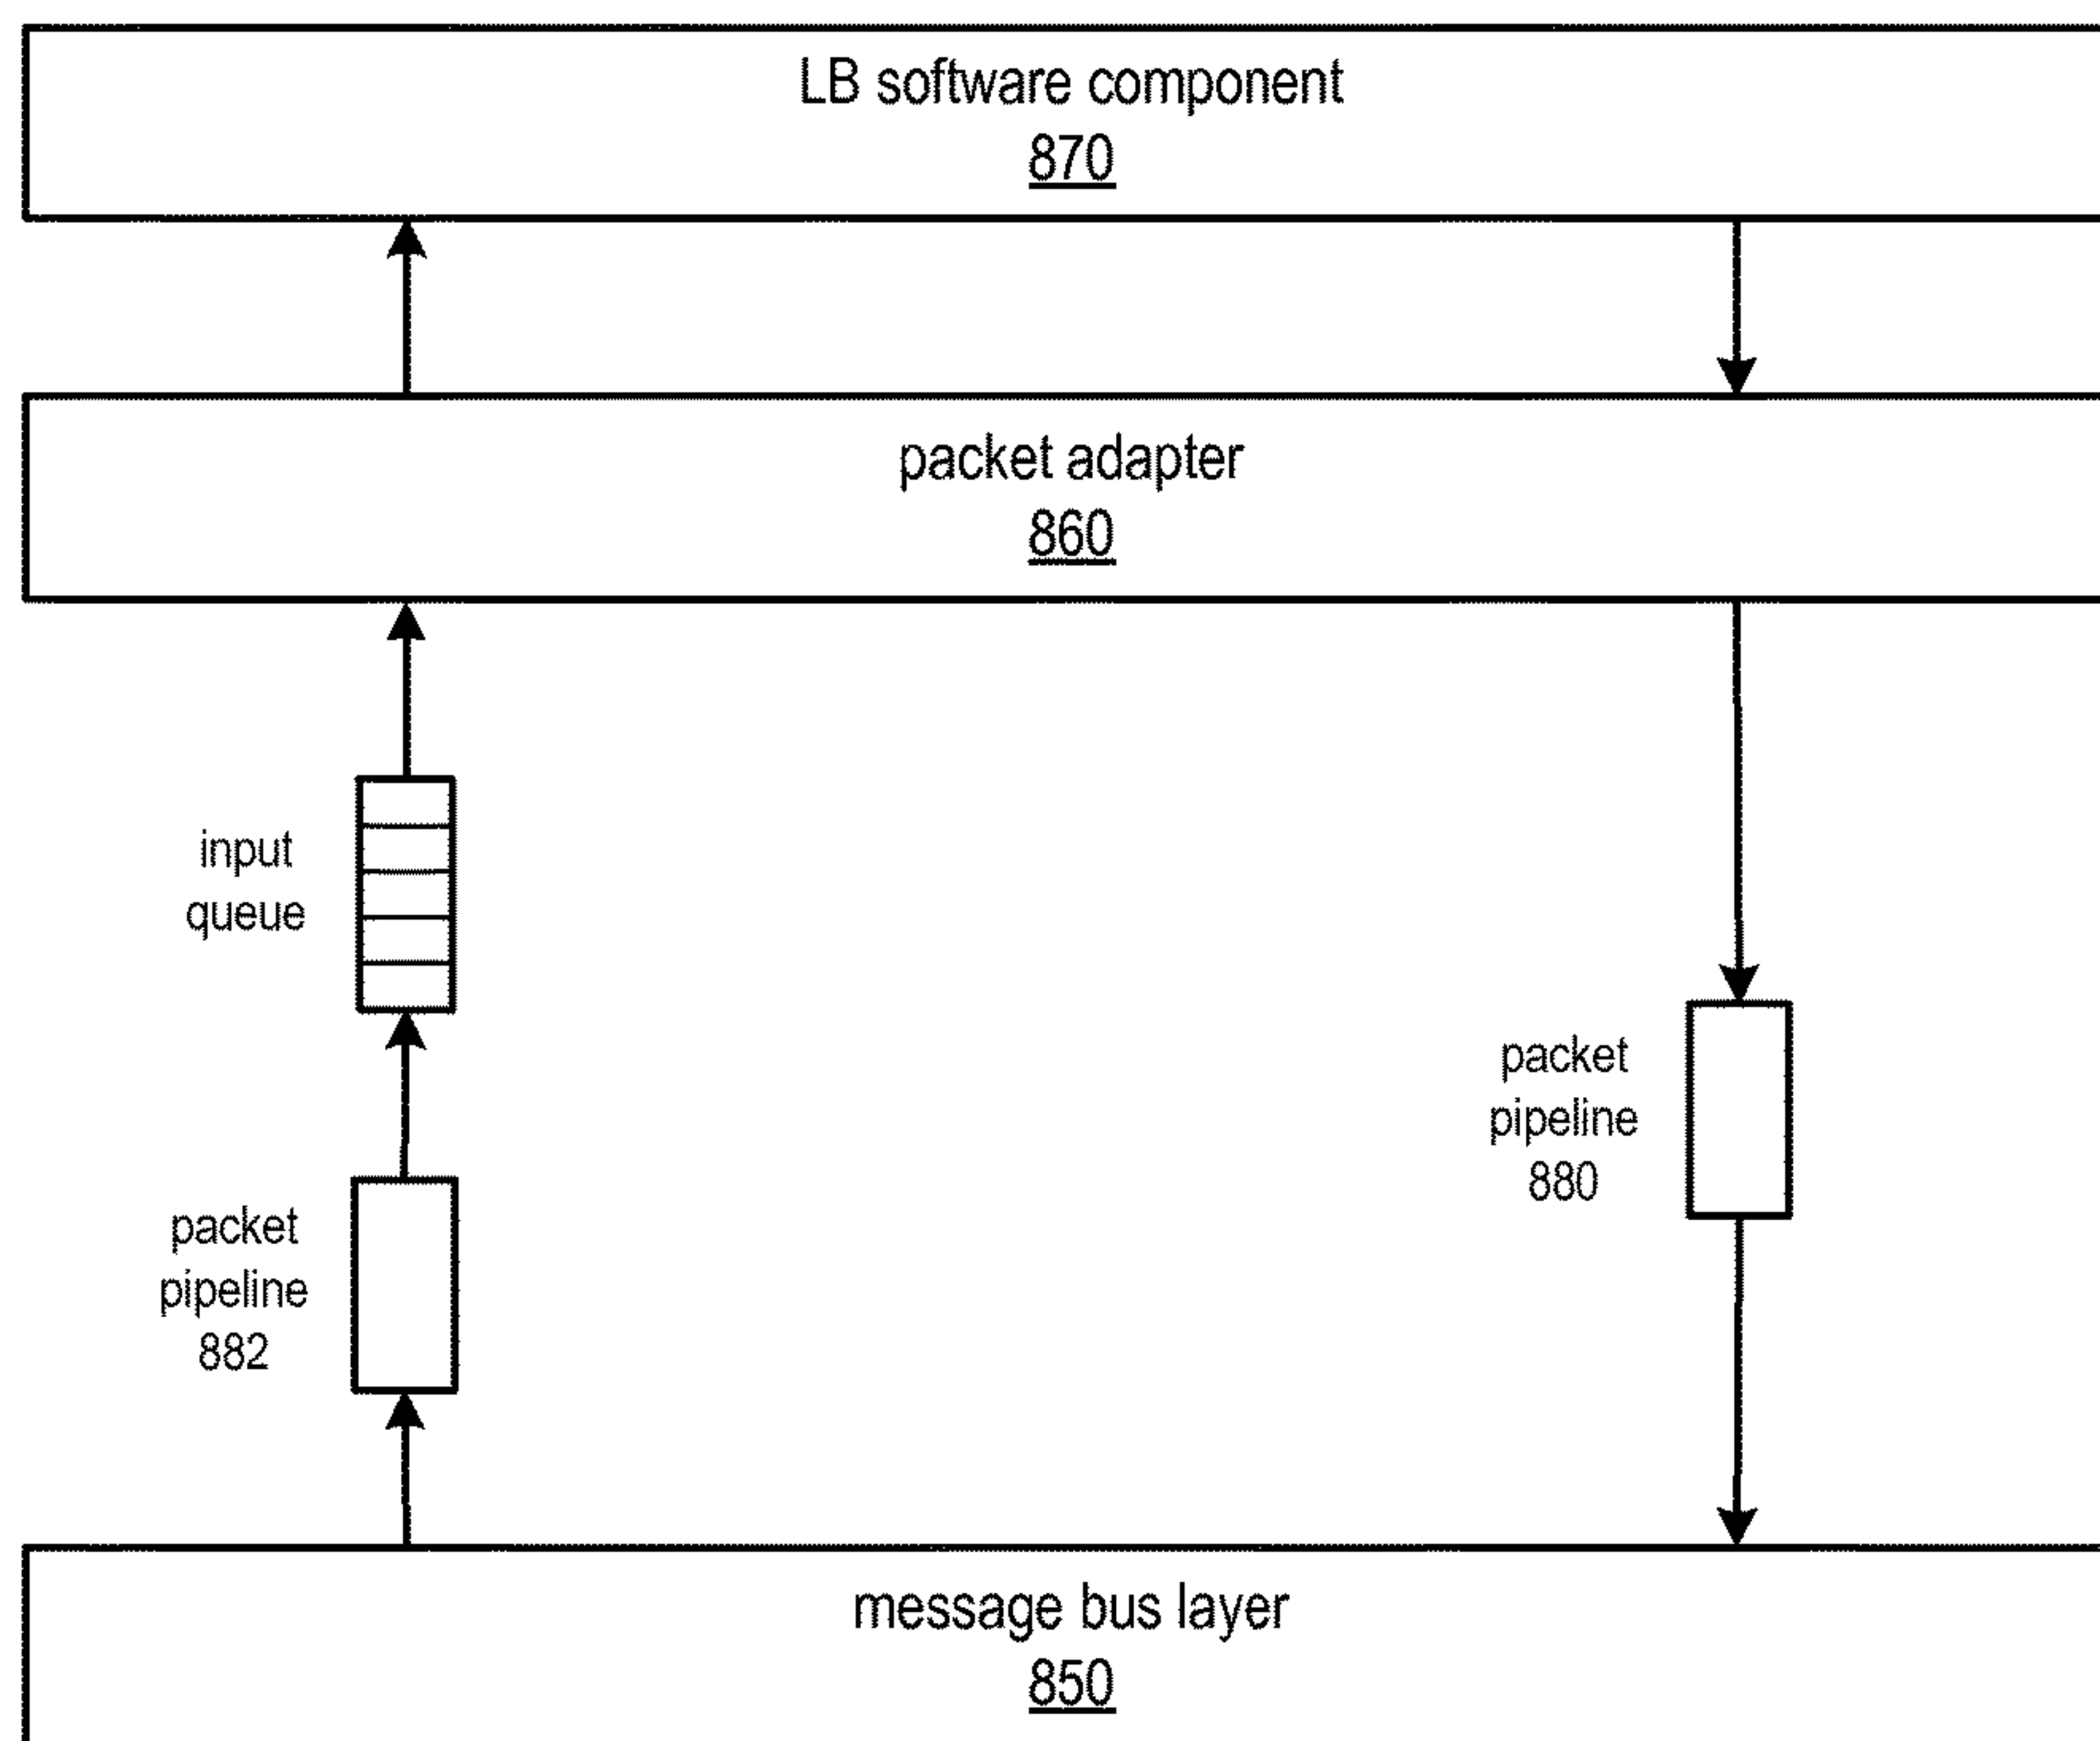 LB software component
870
packet adapter
860
input
queue
packet
pipeline
880
packet
pipeline
882
message bus layer
850